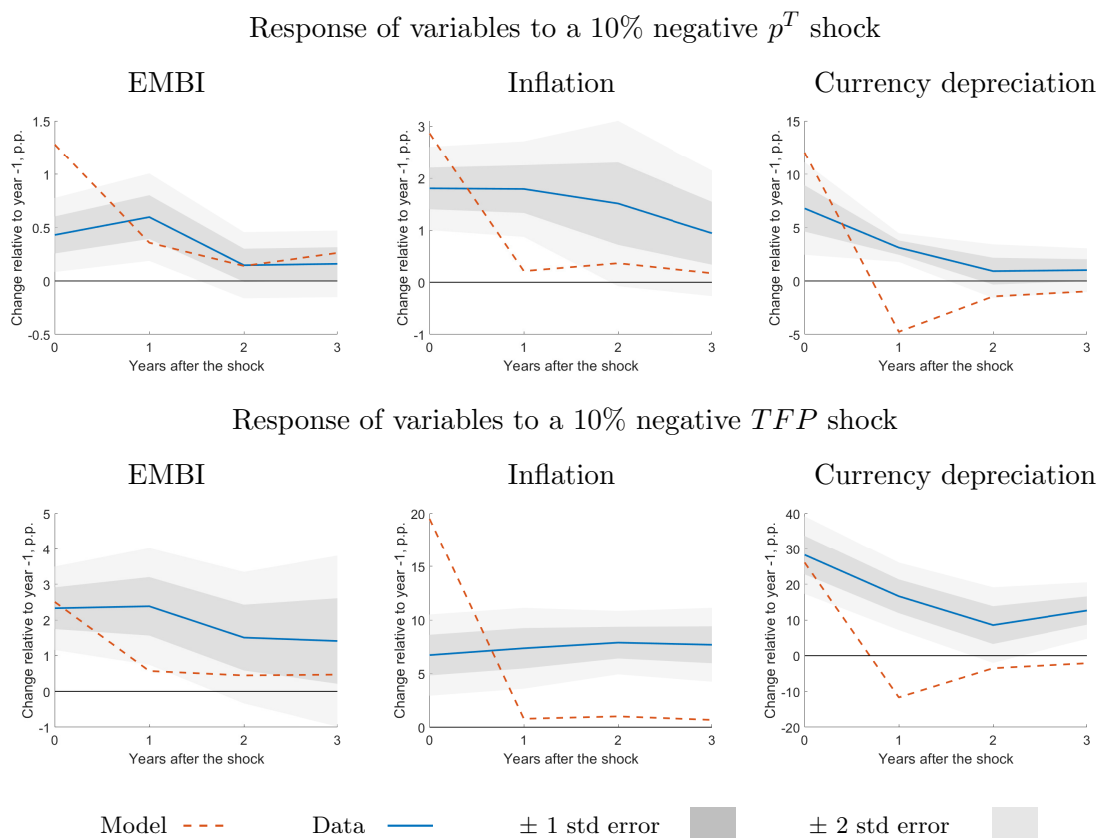 Response of variables to a 10% negative p^T shock
EMBI
Inflation
Currency depreciation
Change relative to year -1, p.p.
1.5
1
0.5
0
-0.5
0 1 2 3
Years after the shock
Change relative to year -1, p.p.
3
2
1
0
-1
0 1 2 3
Years after the shock
Change relative to year -1, p.p.
15
10
5
0
-5
0 1 2 3
Years after the shock
Response of variables to a 10% negative TFP shock
EMBI
Inflation
Currency depreciation
Change relative to year -1, p.p.
5
4
3
2
1
0
-1
0 1 2 3
Years after the shock
Change relative to year -1, p.p.
20
15
10
5
0
0 1 2 3
Years after the shock
Change relative to year -1, p.p.
40
30
20
10
0
-10
-20
0 1 2 3
Years after the shock
Model Data ± 1 std error ± 2 std error